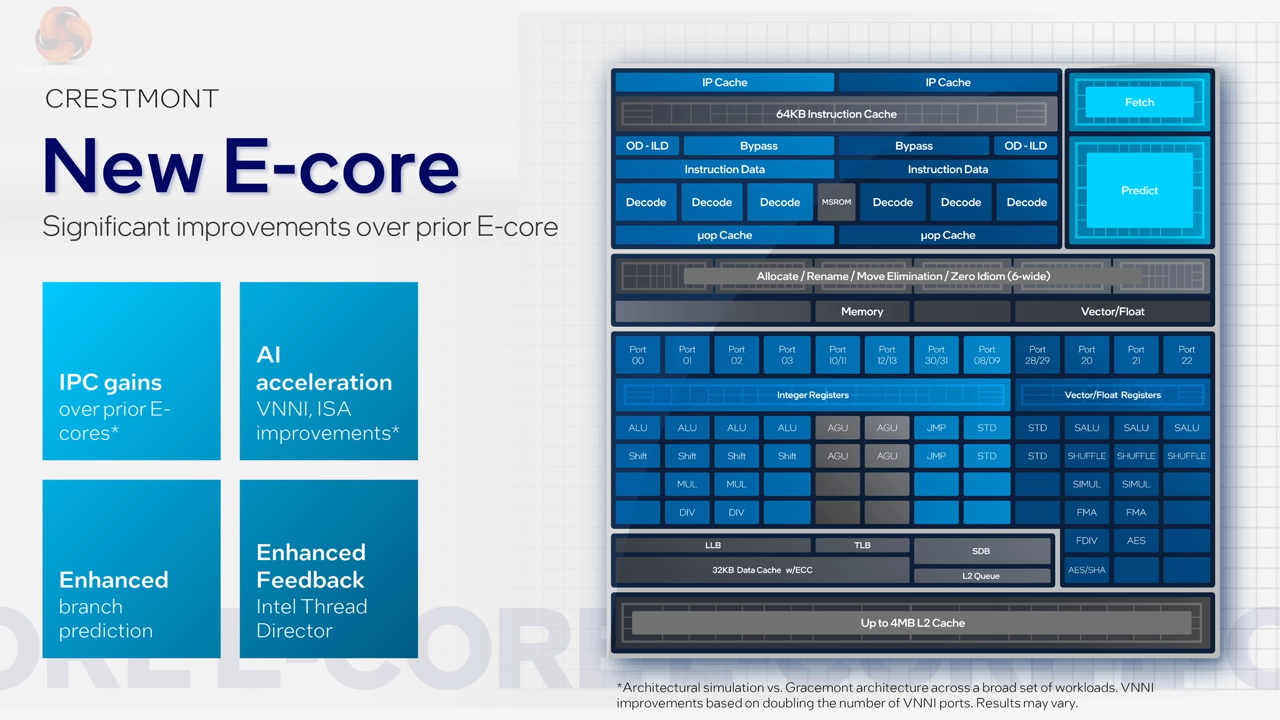 CRESTMONT
New E-core
Significant improvements over prior E-core
IPC gains
over prior E-
cores*
AI
acceleration
VNNI, ISA
improvements*
Enhanced
branch
prediction
Enhanced
Feedback
Intel Thread
Director
IP Cache IP Cache
64KB Instruction Cache
Fetch
OD - ILD Bypass Bypass OD - ILD
Instruction Data Instruction Data
Predict
Decode Decode Decode MSROM Decode Decode Decode
µop Cache µop Cache
Allocate / Rename / Move Elimination / Zero Idiom (6-wide)
Memory Vector/Float
Port Port Port Port Port Port Port Port Port Port Port Port
00 01 02 03 10/11 12/13 30/31 08/09 28/29 20 21 22
Integer Registers Vector/Float Registers
ALU ALU ALU ALU AGU AGU JMP STD STD SALU SALU SALU
Shift Shift Shift Shift AGU AGU JMP STD STD SHUFFLE SHUFFLE SHUFFLE
MUL MUL SIMUL SIMUL
DIV DIV FMA FMA
FDIV AES
LLB TLB SDB
32KB Data Cache w/ECC L2 Queue AES/SHA
Up to 4MB L2 Cache
ORE E-CORE E-CORE
*Architectural simulation vs. Gracemont architecture across a broad set of workloads. VNNI
improvements based on doubling the number of VNNI ports. Results may vary.